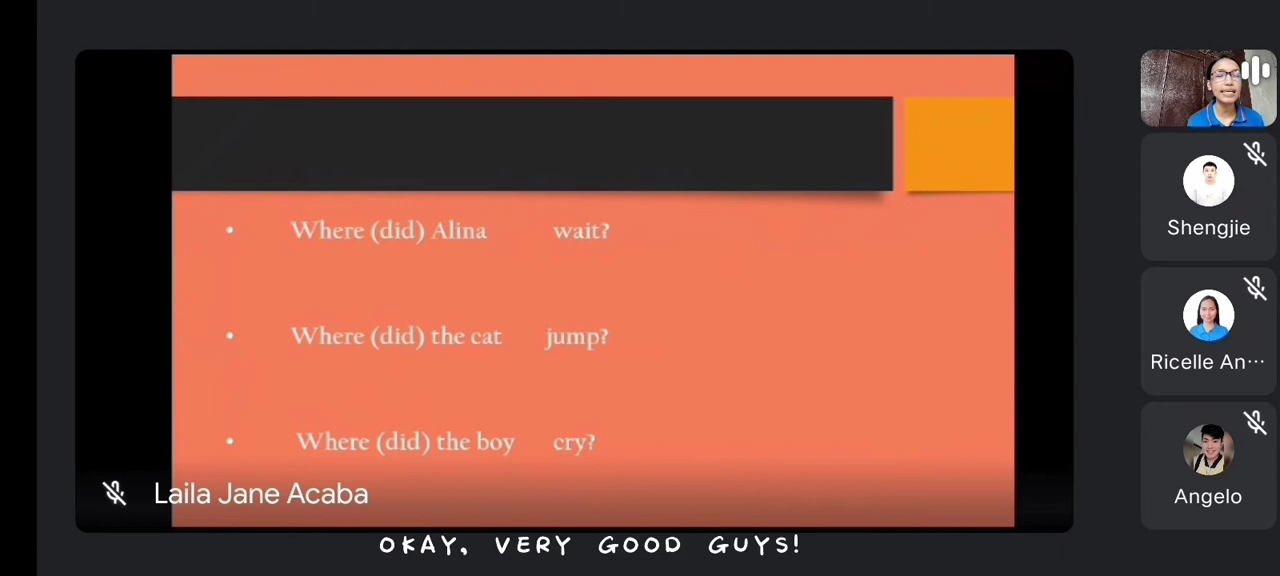 • Where (did) Alina wait?
• Where (did) the cat jump?
• Where (did) the boy cry?
Laila Jane Acaba
OKAY, VERY GOOD GUYS!
Shengjie
Ricelle An...
Angelo